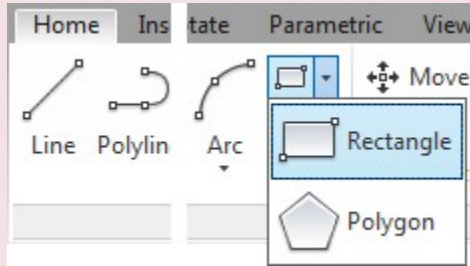 Home Ins tate Parametric View
Move
Line Polylin Arc
Rectangle
Polygon